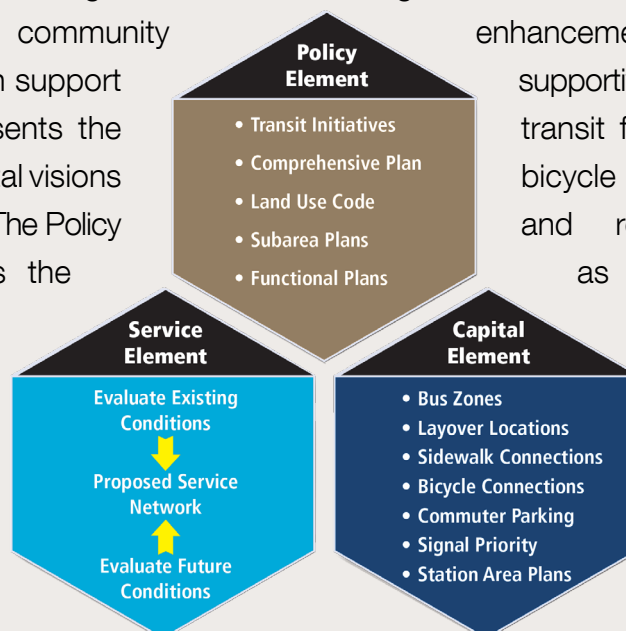 community
support
sents the
visions
The Policy
the
enhanceme
supporti
transit f
bicycle
and r
as
Policy
Element
• Transit Initiatives
• Comprehensive Plan
• Land Use Code
• Subarea Plans
• Functional Plans
Service
Element
Evaluate Existing
Conditions
Proposed Service
Network
Evaluate Future
Conditions
Capital
Element
• Bus Zones
• Layover Locations
• Sidewalk Connections
• Bicycle Connections
• Commuter Parking
• Signal Priority
• Station Area Plans